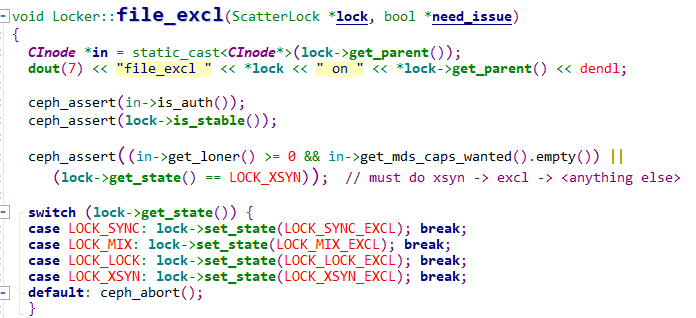 void Locker::file_excl(ScatterLock *lock, bool *need_issue)
{
CInode *in = static_cast<CInode*>(lock->get_parent());
dout(7) << "file_excl " << *lock << " on " << *lock->get_parent() << dendl;
ceph_assert(in->is_auth());
ceph_assert(lock->is_stable());
ceph_assert((in->get_loner() >= 0 && in->get_mds_caps_wanted().empty()) ||
(lock->get_state() == LOCK_XSYN)); // must do xsyn -> excl -> <anything else>
switch (lock->get_state()) {
case LOCK_SYNC: lock->set_state(LOCK_SYNC_EXCL); break;
case LOCK_MIX: lock->set_state(LOCK_MIX_EXCL); break;
case LOCK_LOCK: lock->set_state(LOCK_LOCK_EXCL); break;
case LOCK_XSYN: lock->set_state(LOCK_XSYN_EXCL); break;
default: ceph_abort();
}